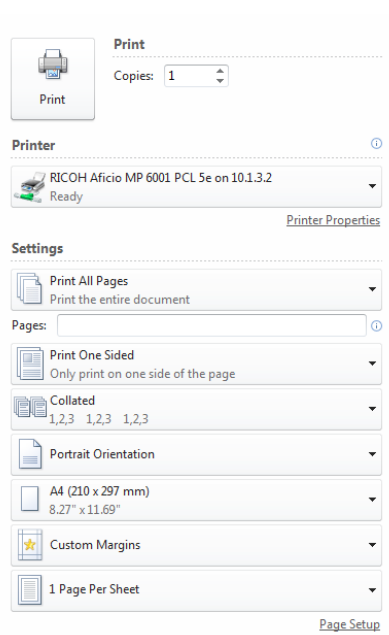 Print
Print
Copies: 1
Printer
RICOH Aficio MP 6001 PCL 5e on 10.1.3.2
Ready
Printer Properties
Settings
Print All Pages
Print the entire document
Pages:
Print One Sided
Only print on one side of the page
Collated
1,2,3 1,2,3 1,2,3
Portrait Orientation
A4 (210 x 297 mm)
8.27" x 11.69"
Custom Margins
1 Page Per Sheet
Page Setup